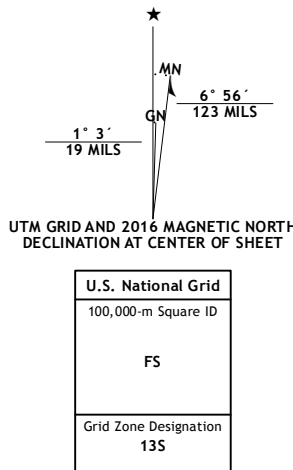 ★
MN
GN
6° 56´
123 MILS
1° 3´
19 MILS
UTM GRID AND 2016 MAGNETIC NORTH
DECLINATION AT CENTER OF SHEET
U.S. National Grid
100,000-m Square ID
FS
Grid Zone Designation
13S